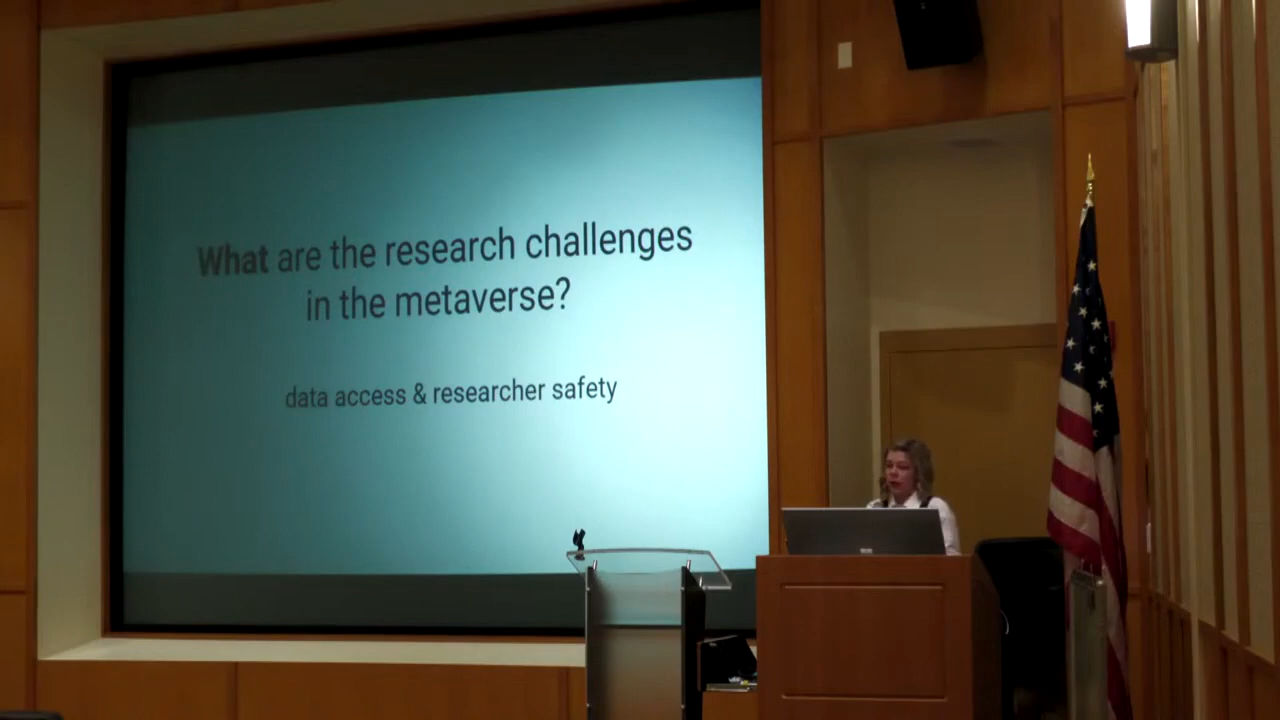 What are the research challenges
in the metaverse?
data access & researcher safety